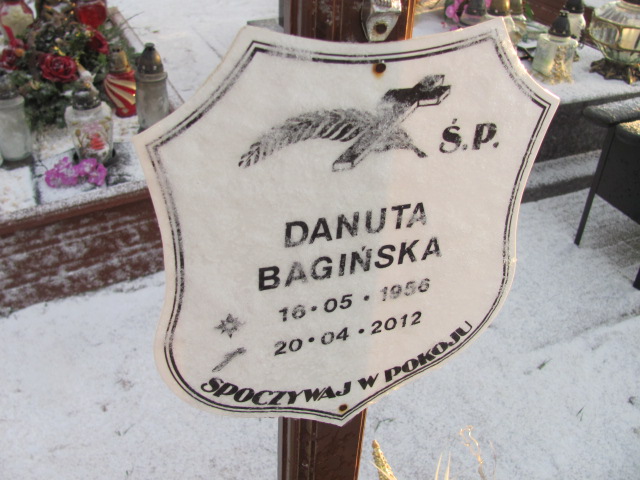 Ś.P.
DANUTA
BAGIŃSKA
16·05·1956
20·04·2012
SPOCZYWAJ W POKOJU